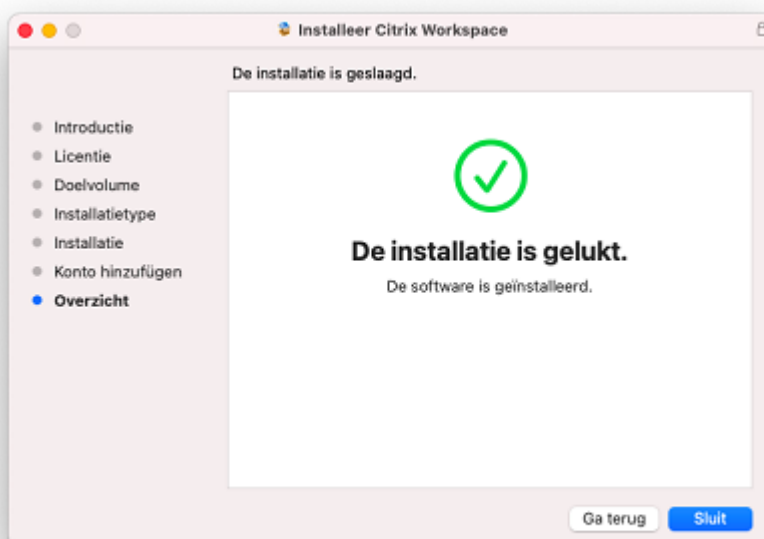 Installeer Citrix Workspace
De installatie is geslaagd.
Introductie
Licentie
Doelvolume
Installatietype
Installatie
Konto hinzufügen
Overzicht
De installatie is gelukt.
De software is geïnstalleerd.
Ga terug
Sluit